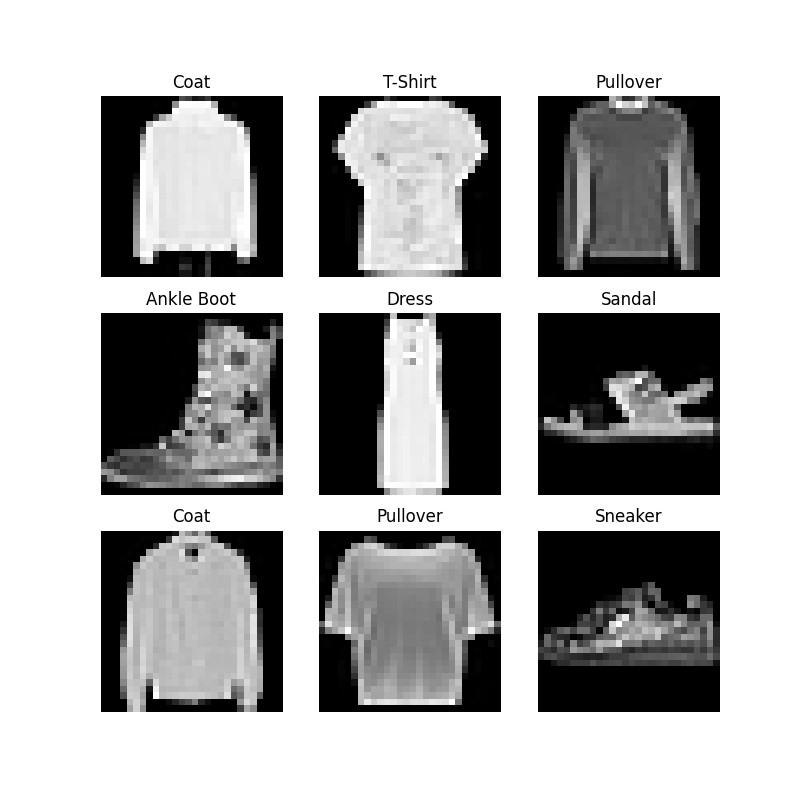 Coat
T-Shirt
Pullover
Ankle Boot
Dress
Sandal
Coat
Pullover
Sneaker